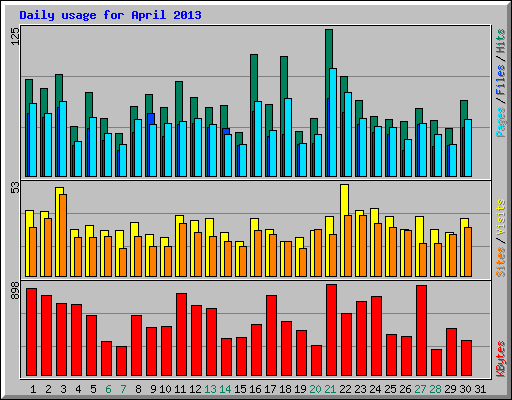 Daily usage for April 2013
125
Pages / Files / Hits
53
Sites / Visits
898
KBytes
1 2 3 4 5 6 7 8 9 10 11 12 13 14 15 16 17 18 19 20 21 22 23 24 25 26 27 28 29 30 31